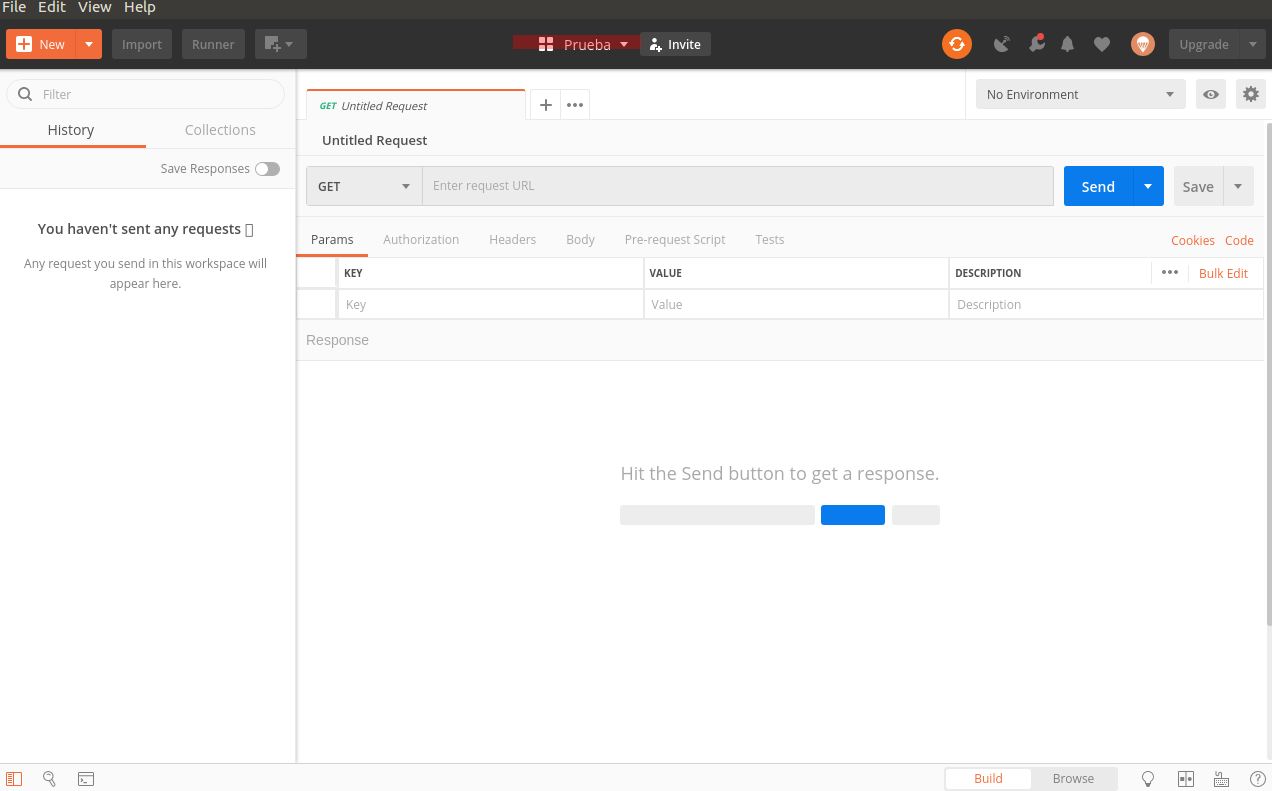 File Edit View Help
New Import Runner Prueba Invite Upgrade
Filter
History Collections
Save Responses
You haven't sent any requests
Any request you send in this workspace will
appear here.
GET Untitled Request
No Environment
Untitled Request
GET Enter request URL Send Save
Params Authorization Headers Body Pre-request Script Tests Cookies Code
KEY VALUE DESCRIPTION Bulk Edit
Key Value Description
Response
Hit the Send button to get a response.
Build Browse